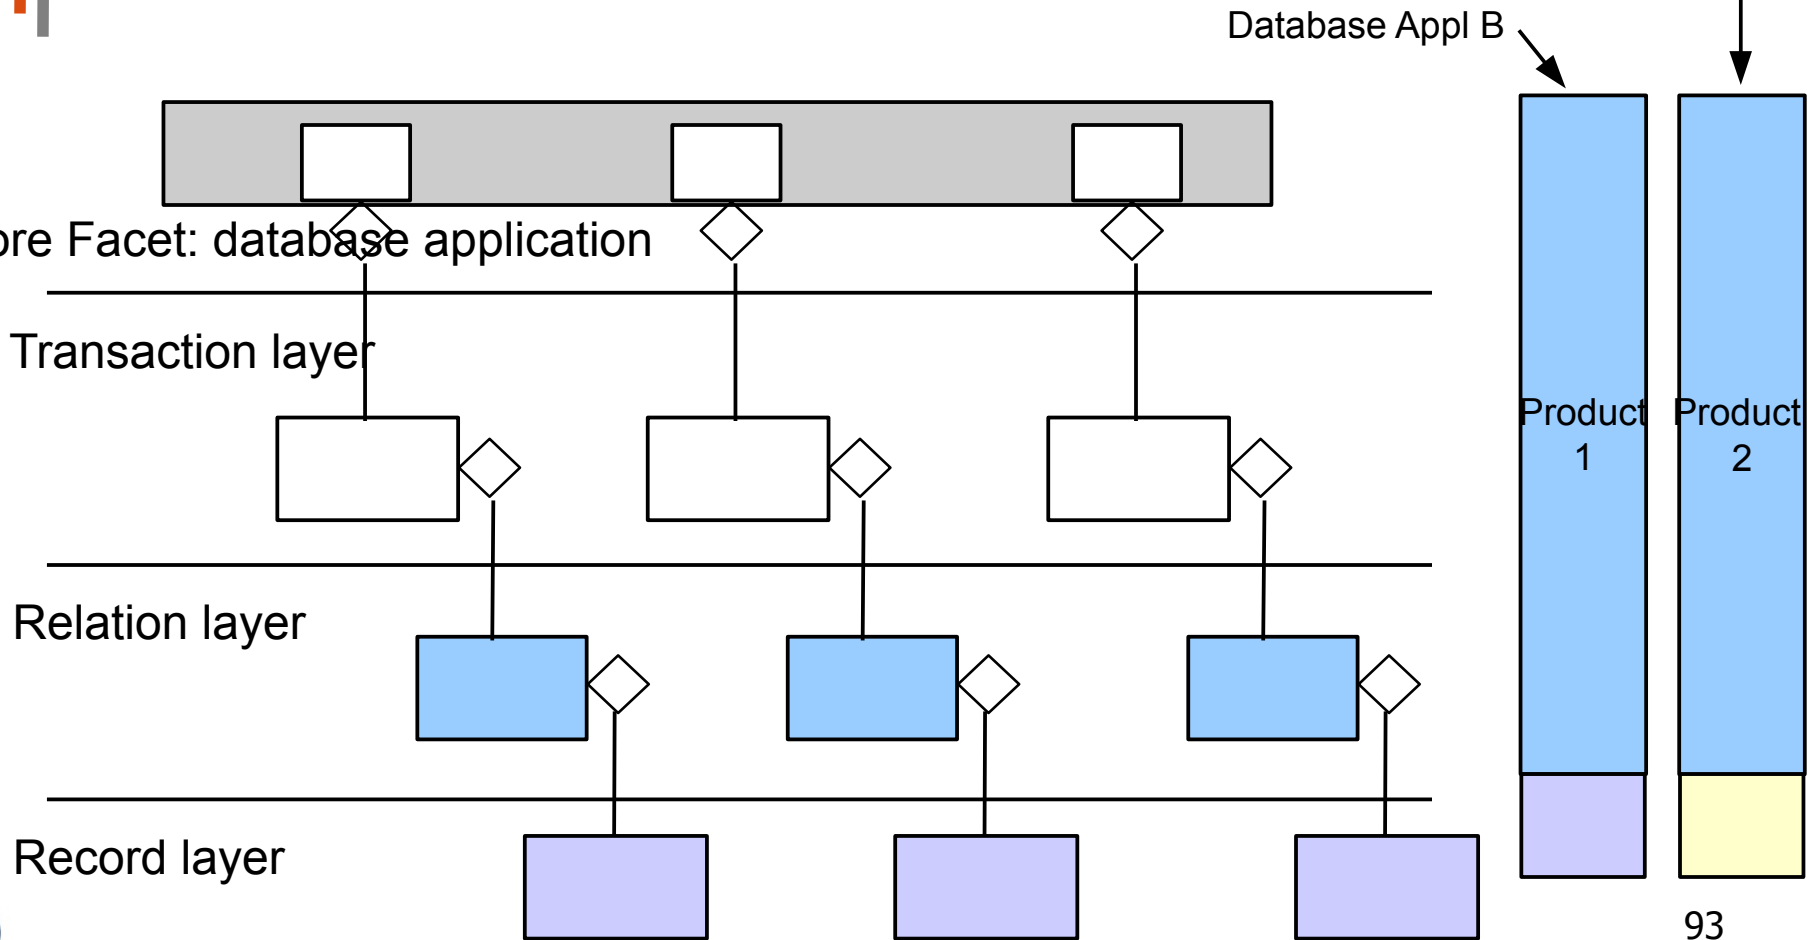 Database Appl B
ore Facet: database application
Transaction layer
Product
1
Product
2
Relation layer
Record layer
93